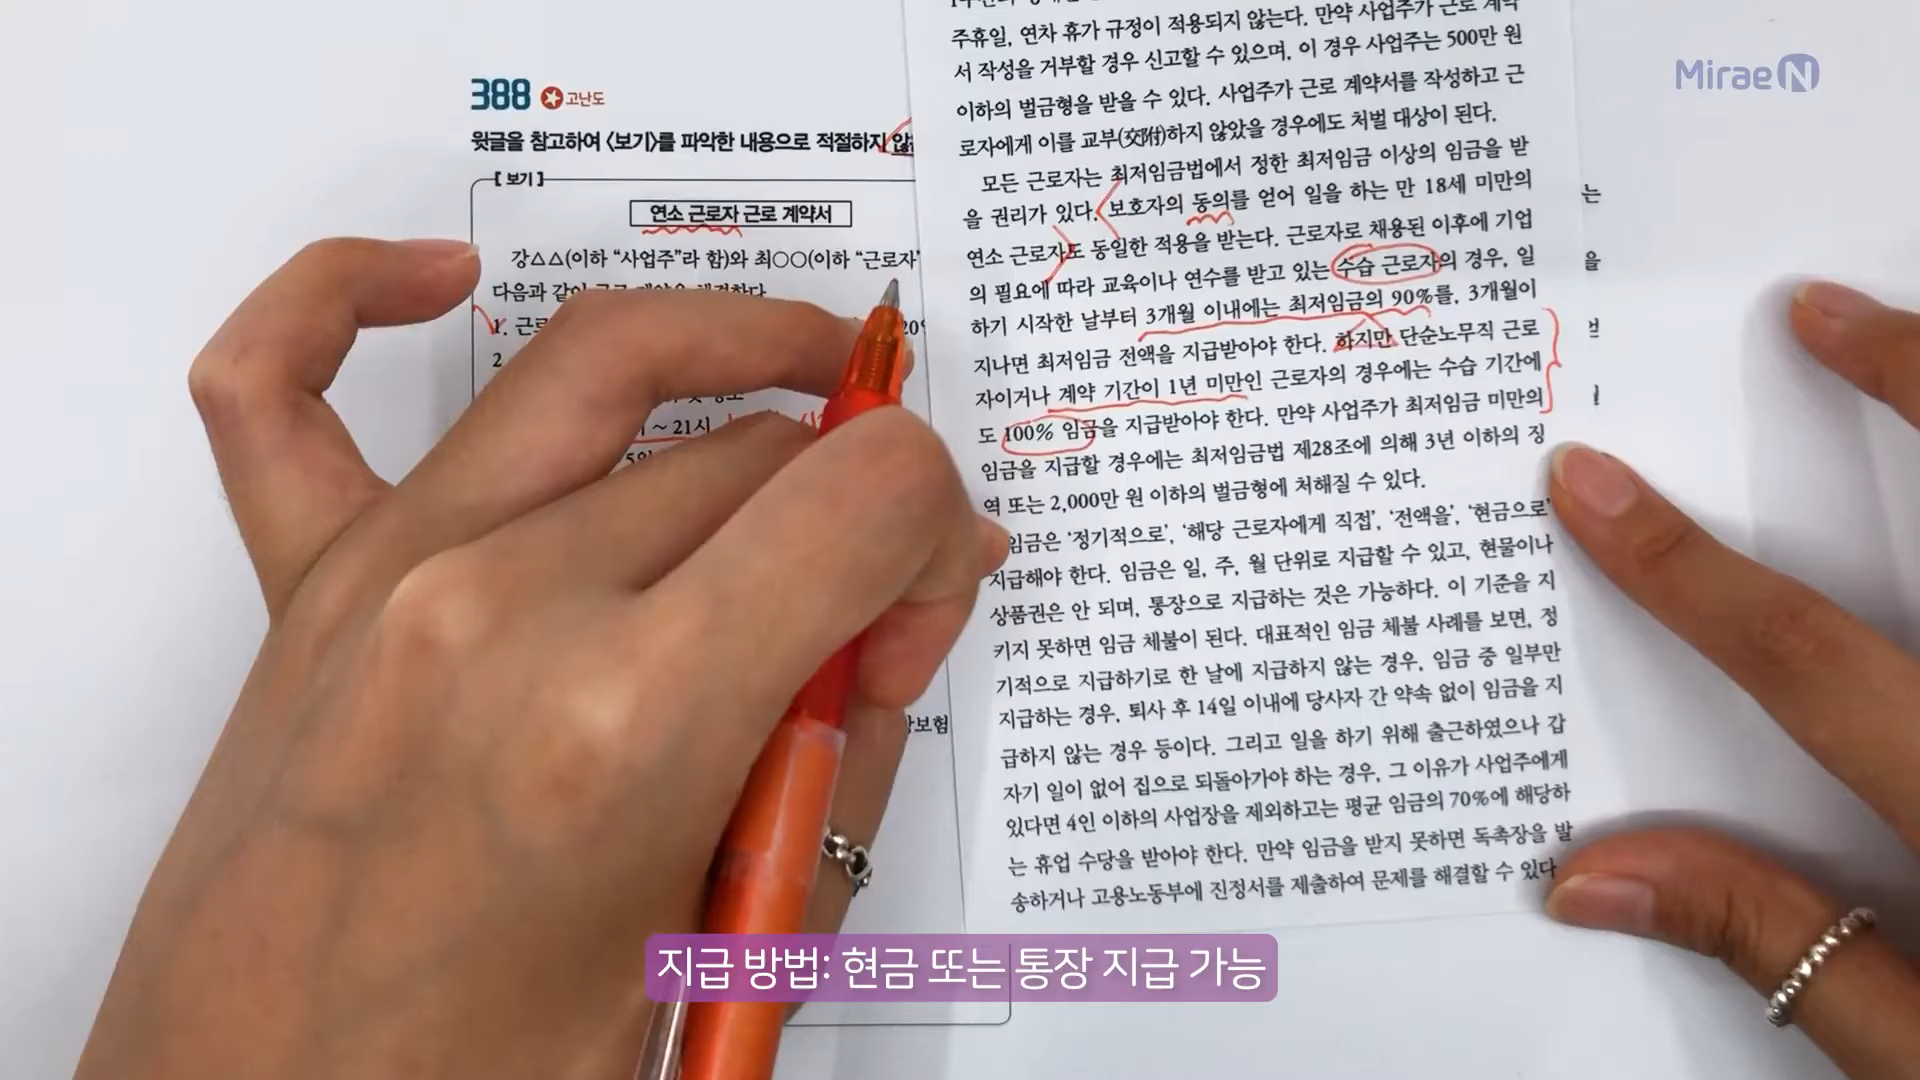 MiraeN
388 고난도
윗글을 참고하여 〈보기〉를 파악한 내용으로 적절하지 않
[ 보기 ]
연소 근로자 근로 계약서
강△△(이하 “사업주”라 함)와 최○○(이하 “근로자”
다음과 같이
1. 근로
2
~ 21시
5일
보험
주휴일, 연차 휴가 규정이 적용되지 않는다. 만약 사업주가 근로 계약
서 작성을 거부할 경우 신고할 수 있으며, 이 경우 사업주는 500만 원
이하의 벌금형을 받을 수 있다. 사업주가 근로 계약서를 작성하고 근
로자에게 이를 교부(交附)하지 않았을 경우에도 처벌 대상이 된다.
모든 근로자는 최저임금법에서 정한 최저임금 이상의 임금을 받
을 권리가 있다. 보호자의 동의를 얻어 일을 하는 만 18세 미만의
연소 근로자도 동일한 적용을 받는다. 근로자로 채용된 이후에 기업
의 필요에 따라 교육이나 연수를 받고 있는 수습 근로자의 경우, 일
하기 시작한 날부터 3개월 이내에는 최저임금의 90%를, 3개월이
지나면 최저임금 전액을 지급받아야 한다. 하지만 단순노무직 근로
자이거나 계약 기간이 1년 미만인 근로자의 경우에는 수습 기간에
도 100% 임금을 지급받아야 한다. 만약 사업주가 최저임금 미만의
임금을 지급할 경우에는 최저임금법 제28조에 의해 3년 이하의 징
역 또는 2,000만 원 이하의 벌금형에 처해질 수 있다.
임금은 ‘정기적으로’, ‘해당 근로자에게 직접’, ‘전액을’, ‘현금으로’
지급해야 한다. 임금은 일, 주, 월 단위로 지급할 수 있고, 현물이나
상품권은 안 되며, 통장으로 지급하는 것은 가능하다. 이 기준을 지
키지 못하면 임금 체불이 된다. 대표적인 임금 체불 사례를 보면, 정
기적으로 지급하기로 한 날에 지급하지 않는 경우, 임금 중 일부만
지급하는 경우, 퇴사 후 14일 이내에 당사자 간 약속 없이 임금을 지
급하지 않는 경우 등이다. 그리고 일을 하기 위해 출근하였으나 갑
자기 일이 없어 집으로 되돌아가야 하는 경우, 그 이유가 사업주에게
있다면 4인 이하의 사업장을 제외하고는 평균 임금의 70%에 해당하
는 휴업 수당을 받아야 한다. 만약 임금을 받지 못하면 독촉장을 발
송하거나 고용노동부에 진정서를 제출하여 문제를 해결할 수 있다
는
을
지급 방법: 현금 또는 통장 지급 가능